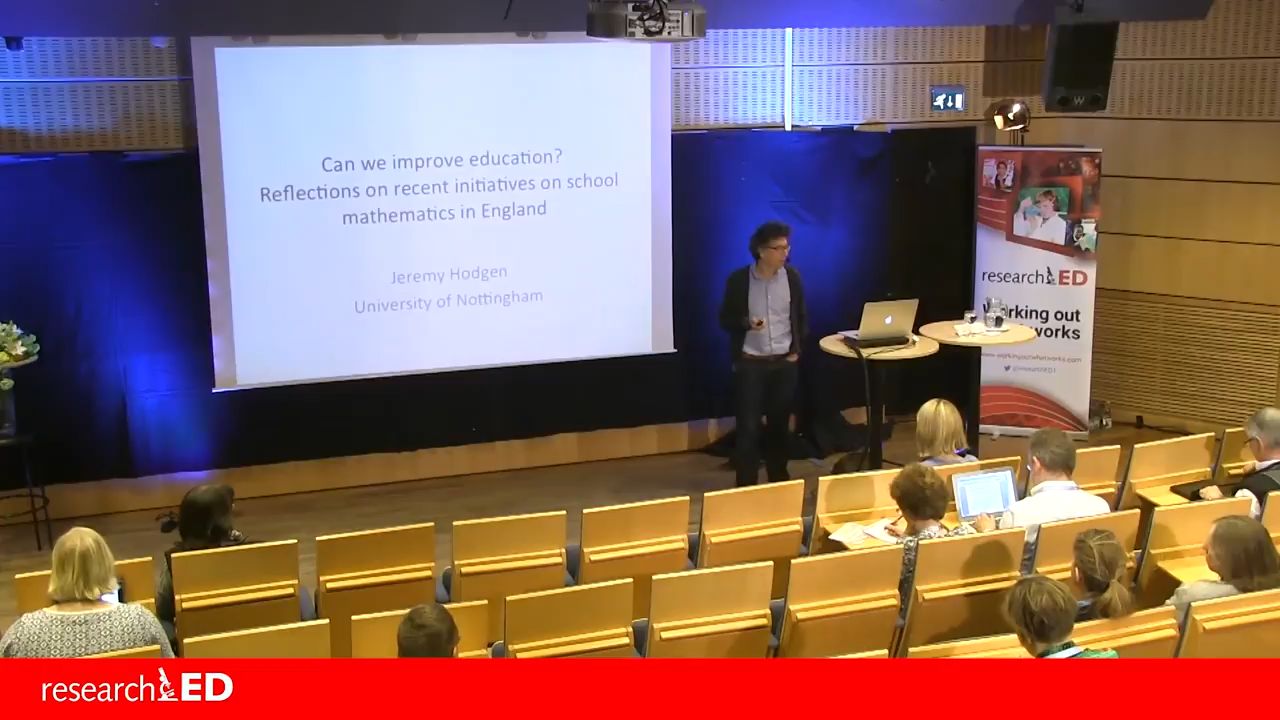 Can we improve education?
Reflections on recent initiatives on school
mathematics in England
Jeremy Hodgen
University of Nottingham
researchED
Working out
works
researchED